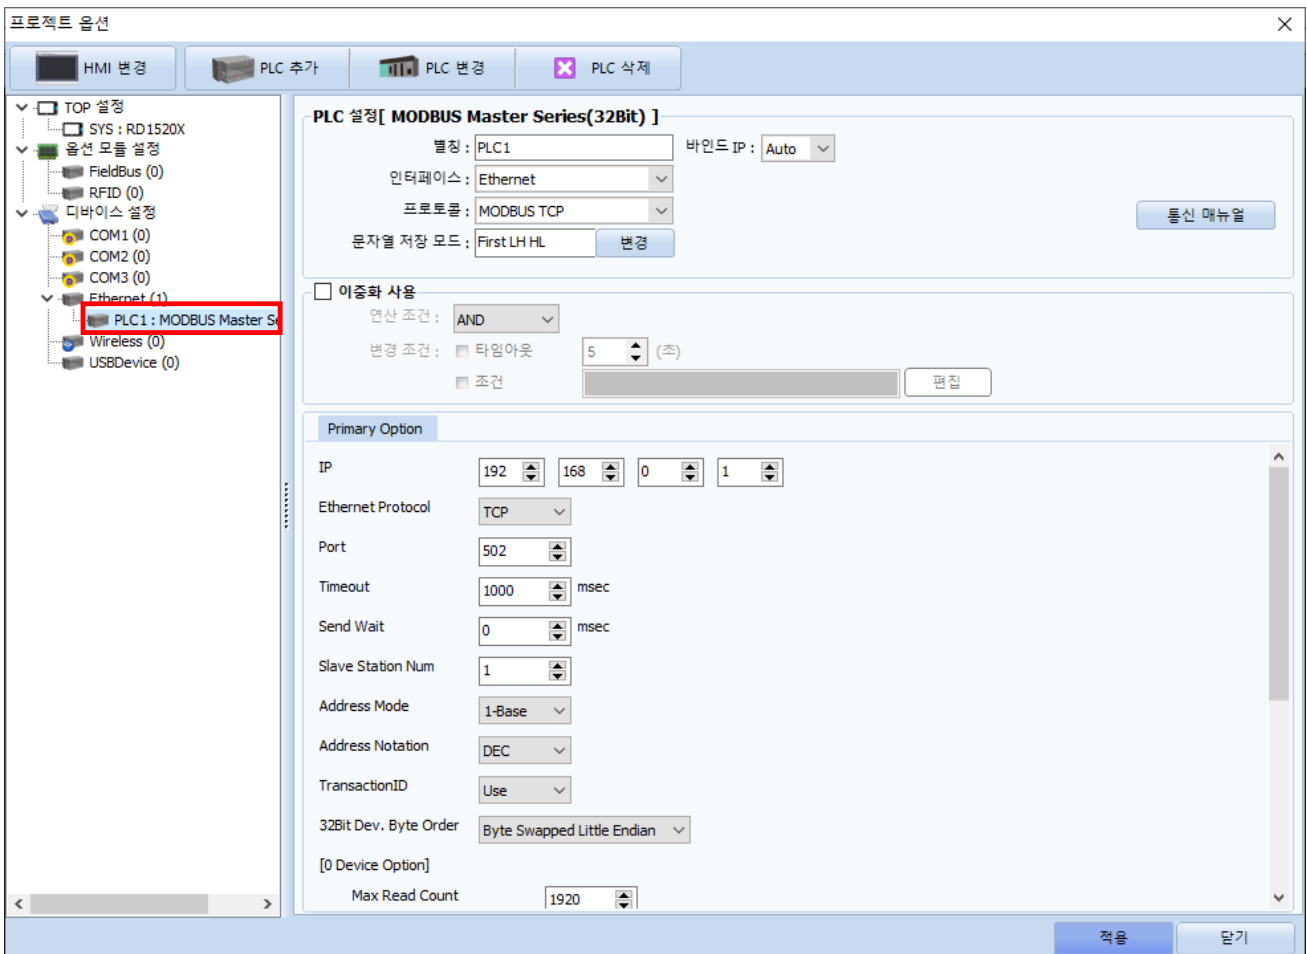 프로젝트 옵션
HMI 변경
PLC 추가
PLC 변경
PLC 삭제
TOP 설정
SYS : RD1520X
옵션 모듈 설정
FieldBus (0)
RFID (0)
디바이스 설정
COM1 (0)
COM2 (0)
COM3 (0)
Ethernet (1)
PLC1 : MODBUS Master Se
Wireless (0)
USBDevice (0)
PLC 설정[ MODBUS Master Series(32Bit) ]
별칭 : PLC1 바인드 IP : Auto
인터페이스 : Ethernet
프로토콜 : MODBUS TCP
통신 매뉴얼
문자열 저장 모드 : First LH HL 변경
이중화 사용
연산 조건 : AND
변경 조건 : 타임아웃 5 (초)
조건 편집
Primary Option
IP 192 168 0 1
Ethernet Protocol TCP
Port 502
Timeout 1000 msec
Send Wait 0 msec
Slave Station Num 1
Address Mode 1-Base
Address Notation DEC
TransactionID Use
32Bit Dev. Byte Order Byte Swapped Little Endian
[0 Device Option]
Max Read Count 1920
적용 닫기